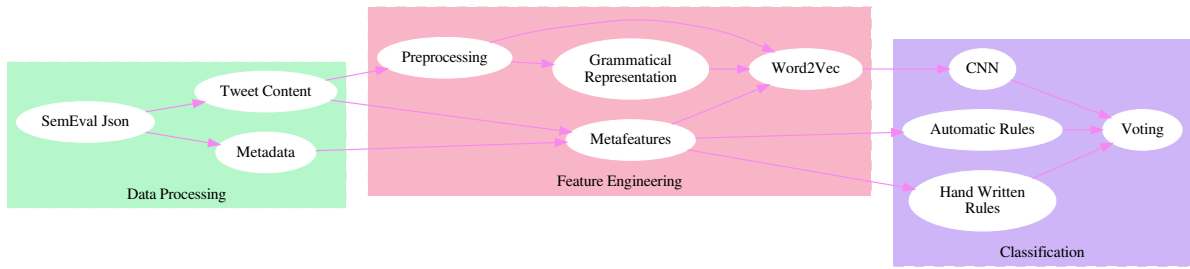 SemEval Json
Tweet Content
Metadata
Data Processing
Preprocessing
Grammatical
Representation
Word2Vec
Metafeatures
Feature Engineering
CNN
Automatic Rules
Voting
Hand Written
Rules
Classification